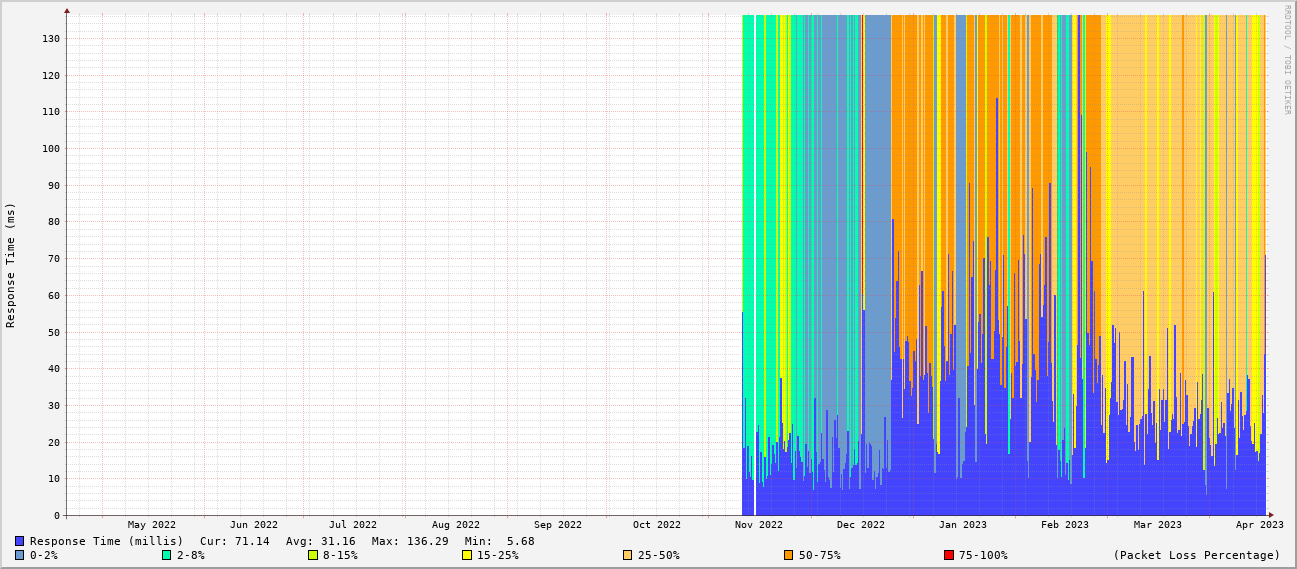 RRDTOOL / TOBI OETIKER
Response Time (ms)
130
120
110
100
90
80
70
60
50
40
30
20
10
0
May 2022 Jun 2022 Jul 2022 Aug 2022 Sep 2022 Oct 2022 Nov 2022 Dec 2022 Jan 2023 Feb 2023 Mar 2023 Apr 2023
Response Time (millis) Cur: 71.14 Avg: 31.16 Max: 136.29 Min: 5.68
0-2% 2-8% 8-15% 15-25% 25-50% 50-75% 75-100% (Packet Loss Percentage)